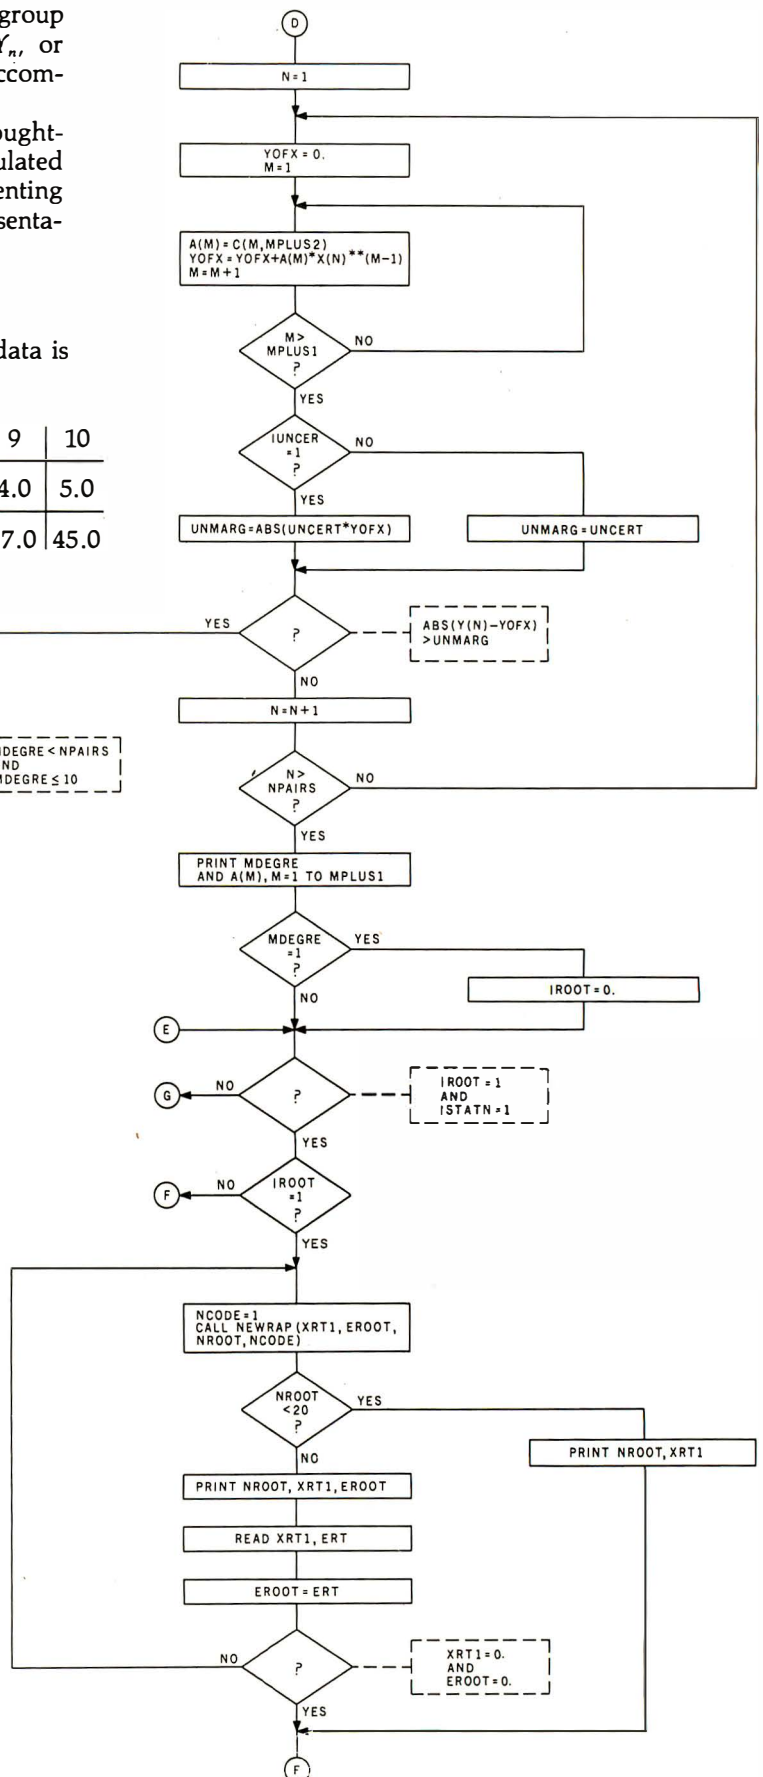 group
Yn, or
ccom-
ought-
ulated
enting
senta-
data is
9 10
4.0 5.0
7.0 45.0
D
N=1
YOFX=0.
M=1
A(M)=C(M,MPLUS2)
YOFX=YOFX+A(M)*X(N)**(M-1)
M=M+1
M>
MPLUS1
?
NO
YES
IUNCER
=1
?
NO
YES
UNMARG=ABS(UNCERT*YOFX)
UNMARG=UNCERT
YES
?
ABS(Y(N)-YOFX)
>UNMARG
NO
N=N+1
MDEGRE<NPAIRS
ND
MDEGRE≤10
N>
NPAIRS
?
NO
YES
PRINT MDEGRE
AND A(M), M=1 TO MPLUS1
MDEGRE
=1
?
YES
NO
IROOT=0.
E
G
NO
?
IROOT=1
AND
ISTATN=1
YES
F
NO
IROOT
=1
?
YES
NCODE=1
CALL NEWRAP(XRT1, EROOT,
NROOT, NCODE)
NROOT
<20
?
YES
NO
PRINT NROOT, XRT1
PRINT NROOT, XRT1, EROOT
READ XRT1, ERT
EROOT=ERT
NO
?
XRT1=0.
AND
EROOT=0.
YES
F